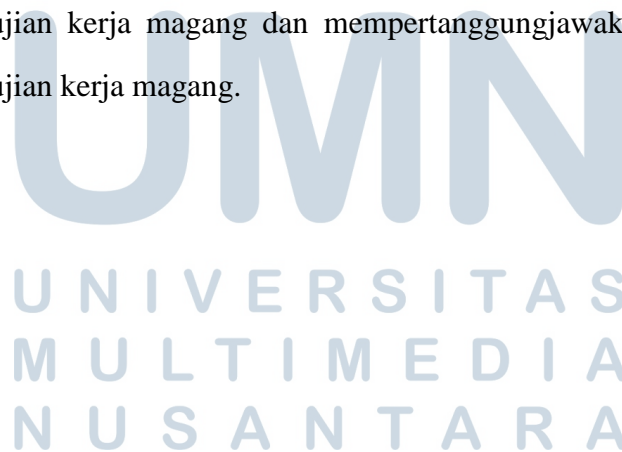 ujian kerja magang dan mempertanggungjawak
ujian kerja magang.
UMN
UNIVERSITAS
MULTIMEDIA
NUSANTARA